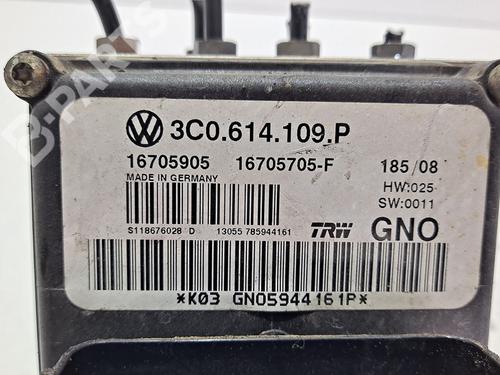 3C0.614.109.P
16705905 16705705-F 185/08
MADE IN GERMANY HW:025
SW:0011
S118676028 D 13055 785944161 TRW GNO
*K03 GNO5944161P*
B-PARTS